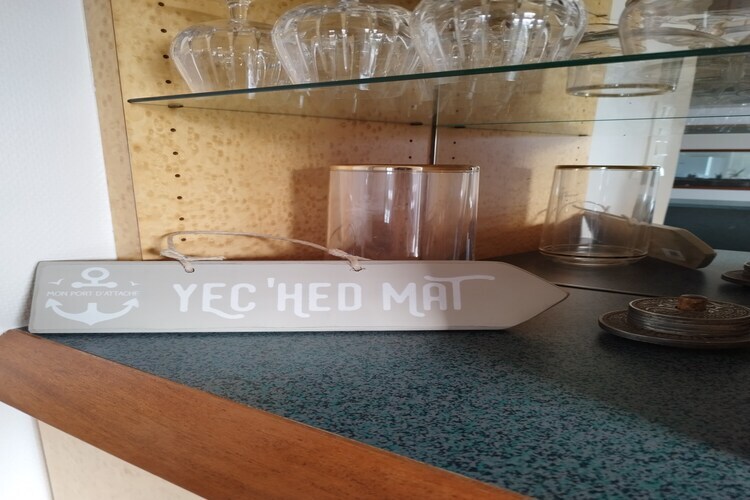 MON PORT D'ATTACHE
YEC'HED MAT